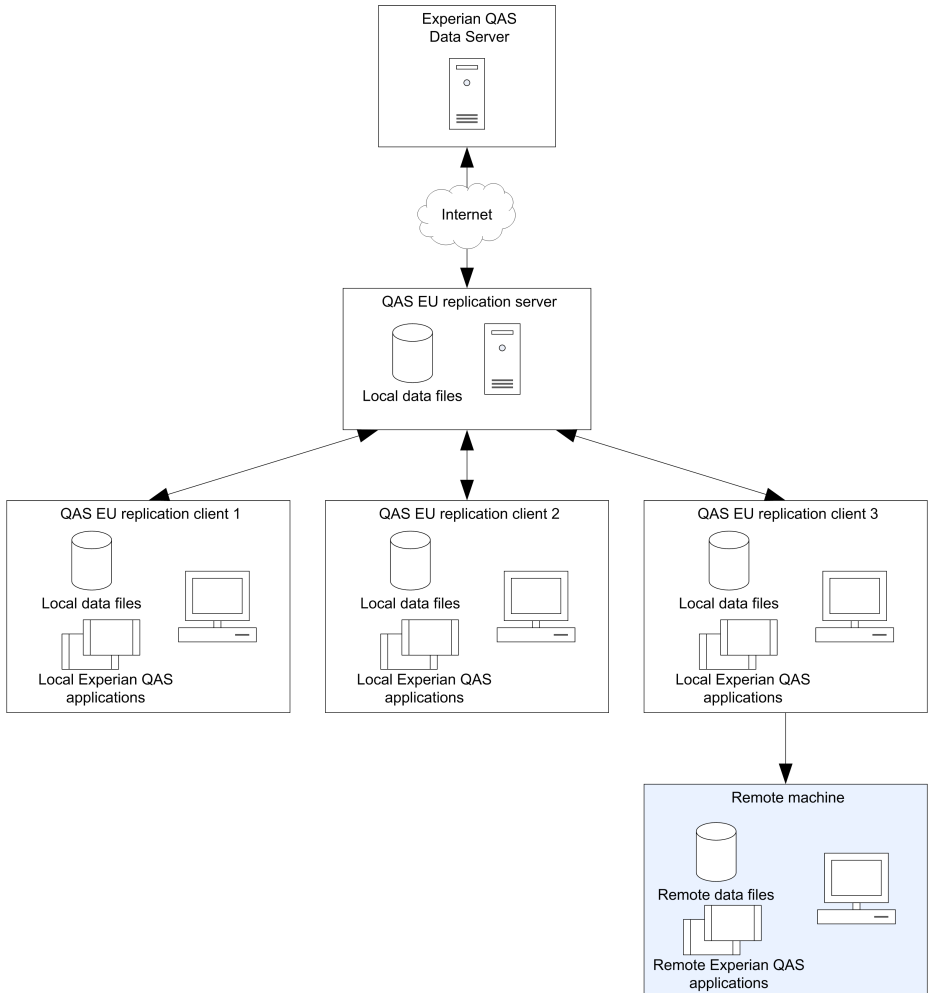 Experian QAS
Data Server
Internet
QAS EU replication server
Local data files
QAS EU replication client 1
Local data files
Local Experian QAS
applications
QAS EU replication client 2
Local data files
Local Experian QAS
applications
QAS EU replication client 3
Local data files
Local Experian QAS
applications
Remote machine
Remote data files
Remote Experian QAS
applications